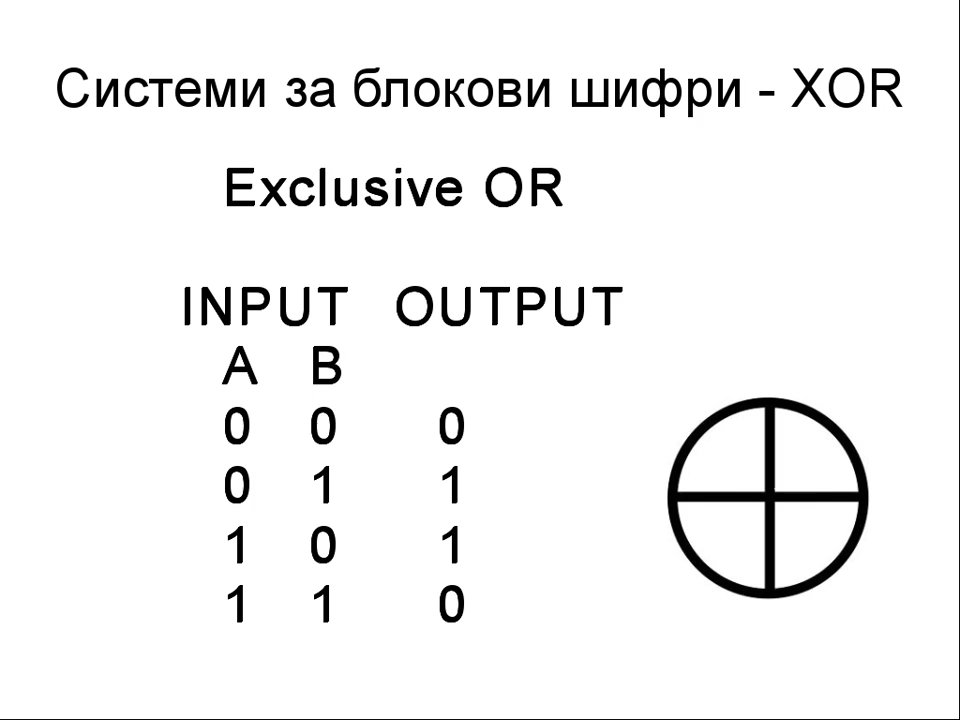 Системи за блокови шифри - XOR
Exclusive OR
INPUT OUTPUT
A B
0 0 0
0 1 1
1 0 1
1 1 0